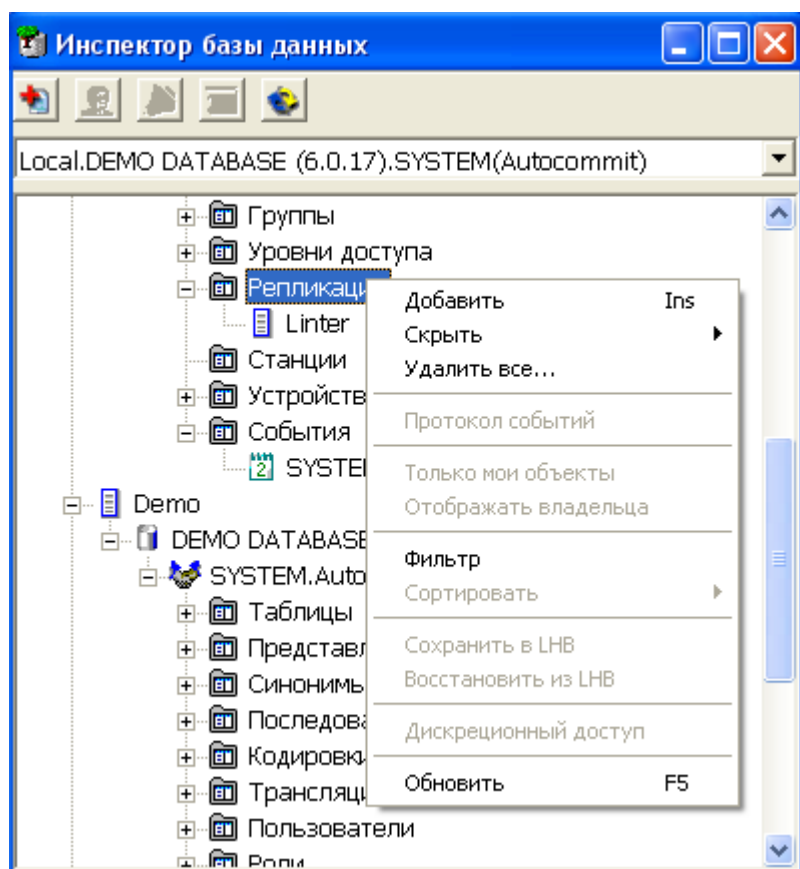 Инспектор базы данных
Local.DEMO DATABASE (6.0.17).SYSTEM(Autocommit)
Группы
Уровни доступа
Репликаци
Linter
Станции
Устройств
События
2 SYSTE
Demo
DEMO DATABASE
SYSTEM.Auto
Таблицы
Представл
Синонимы
Последова
Кодировки
Трансляц
Пользователи
Роли
Добавить Ins
Скрыть
Удалить все...
Протокол событий
Только мои объекты
Отображать владельца
Фильтр
Сортировать
Сохранить в LHB
Восстановить из LHB
Дискреционный доступ
Обновить F5